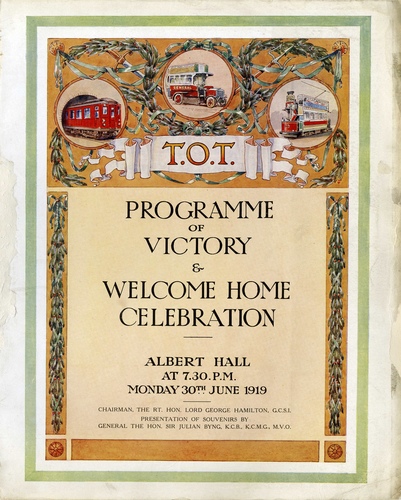 GENERAL
T.O.T.
PROGRAMME
OF
VICTORY
&
WELCOME HOME
CELEBRATION
ALBERT HALL
AT 7.30. P.M.
MONDAY 30TH JUNE 1919
CHAIRMAN, THE RT. HON. LORD GEORGE HAMILTON, G.C.S.I.
PRESENTATION OF SOUVENIRS BY
GENERAL THE HON. SIR JULIAN BYNG, K.C.B., K.C.M.G., M.V.O.